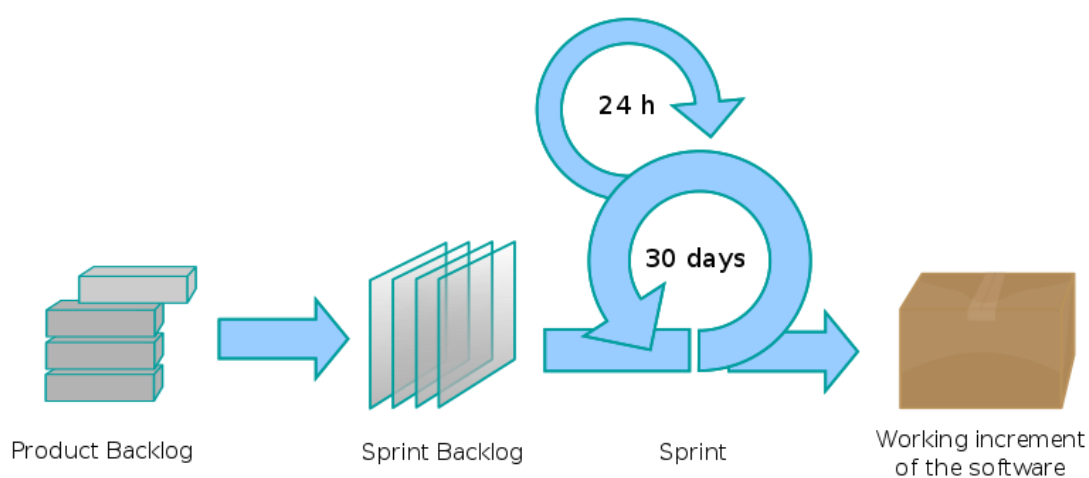 24 h
30 days
Product Backlog
Sprint Backlog
Sprint
Working increment
of the software